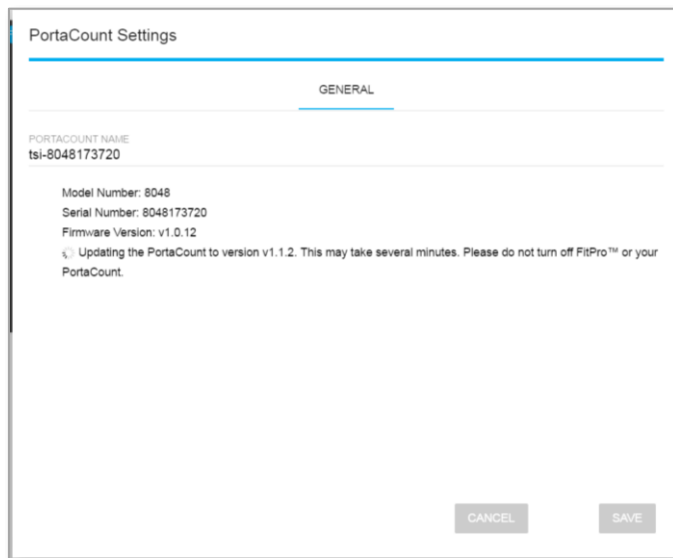 PortaCount Settings
GENERAL
PORTACOUNT NAME
tsi-8048173720
Model Number: 8048
Serial Number: 8048173720
Firmware Version: v1.0.12
Updating the PortaCount to version v1.1.2. This may take several minutes. Please do not turn off FitPro™ or your
PortaCount.
CANCEL
SAVE